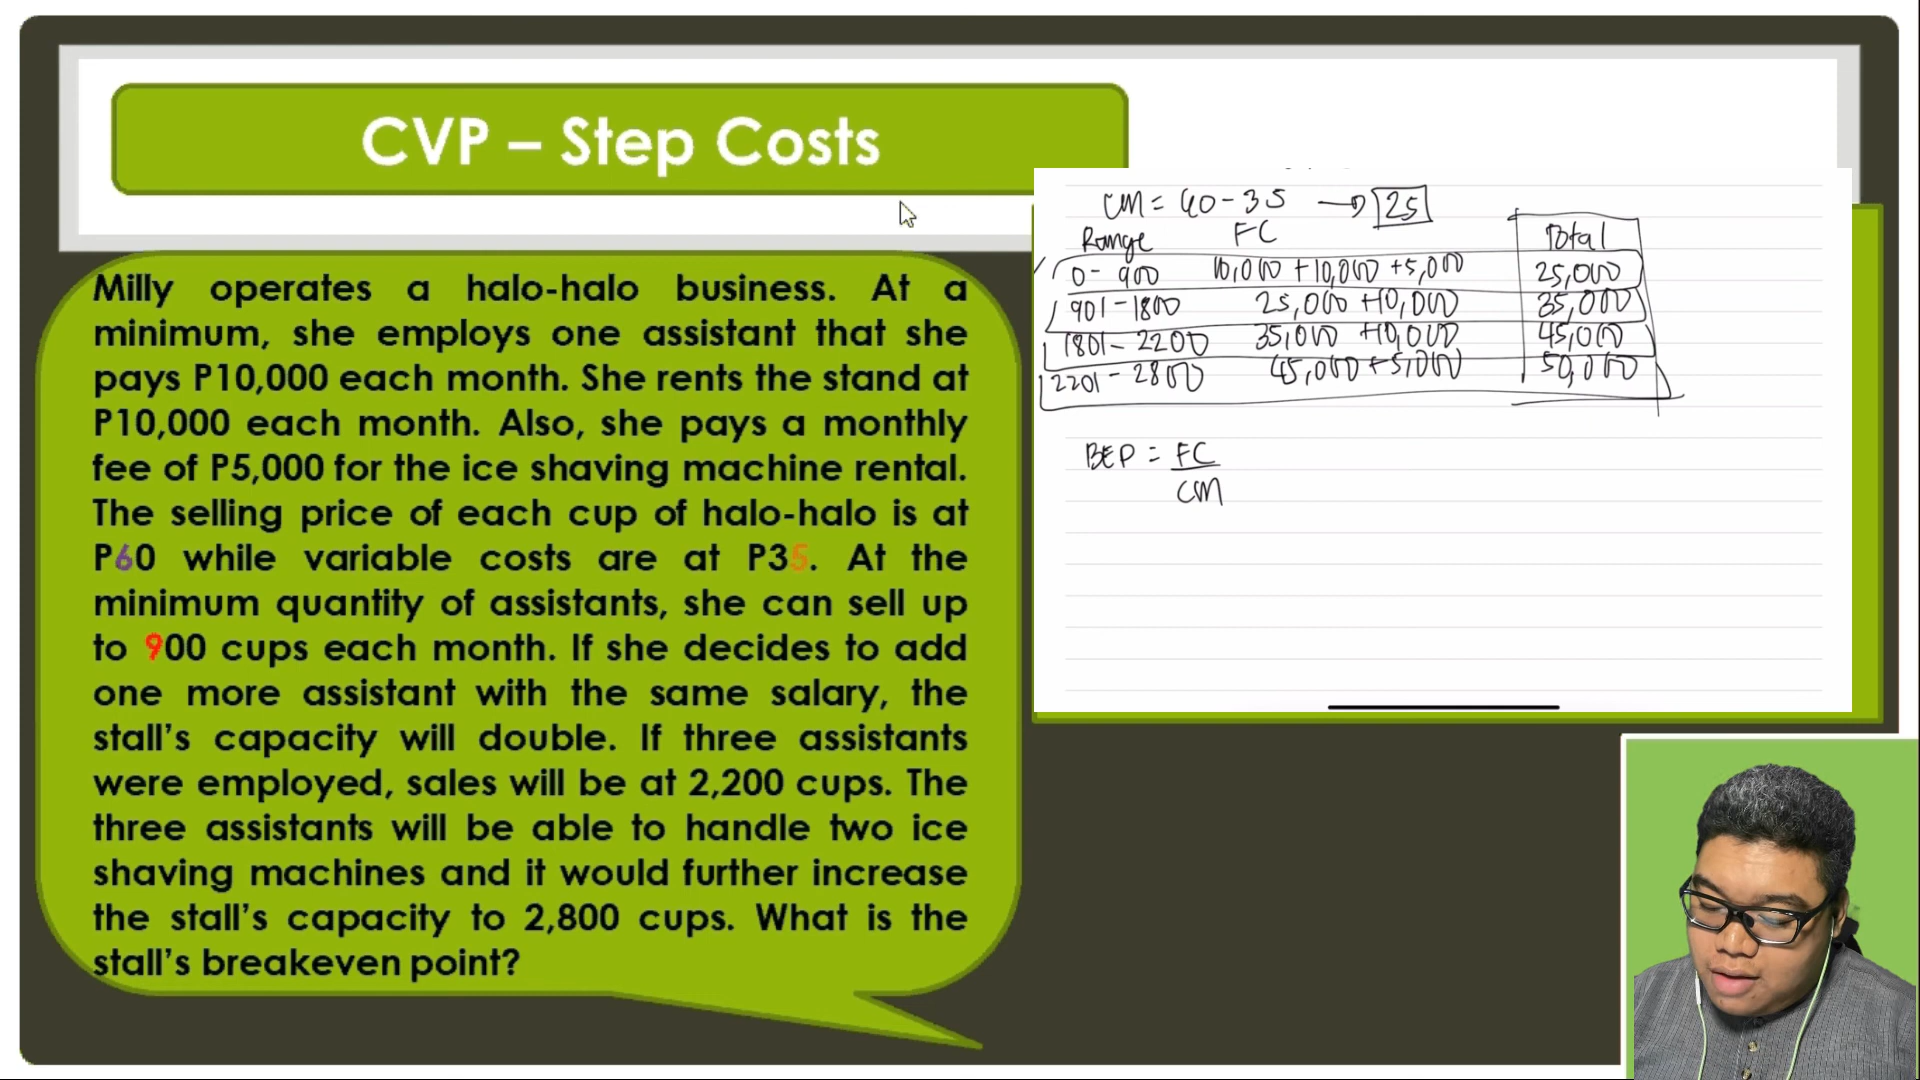 CVP – Step Costs
Milly operates a halo-halo business. At a
minimum, she employs one assistant that she
pays P10,000 each month. She rents the stand at
P10,000 each month. Also, she pays a monthly
fee of P5,000 for the ice shaving machine rental.
The selling price of each cup of halo-halo is at
P60 while variable costs are at P35. At the
minimum quantity of assistants, she can sell up
to 900 cups each month. If she decides to add
one more assistant with the same salary, the
stall's capacity will double. If three assistants
were employed, sales will be at 2,200 cups. The
three assistants will be able to handle two ice
shaving machines and it would further increase
the stall's capacity to 2,800 cups. What is the
stall's breakeven point?
CM = 60 - 35 → 25
Range FC Total
0 - 900 10,000 + 10,000 + 5,000 25,000
901 - 1800 25,000 + 10,000 35,000
1801 - 2200 35,000 + 10,000 45,000
2201 - 2800 45,000 + 5,000 50,000
BEP = FC
CM